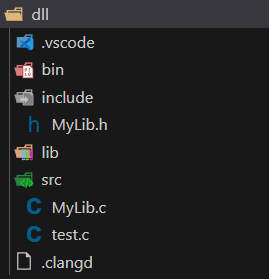 dll
.vscode
bin
include
h MyLib.h
lib
src
C MyLib.c
C test.c
.clangd